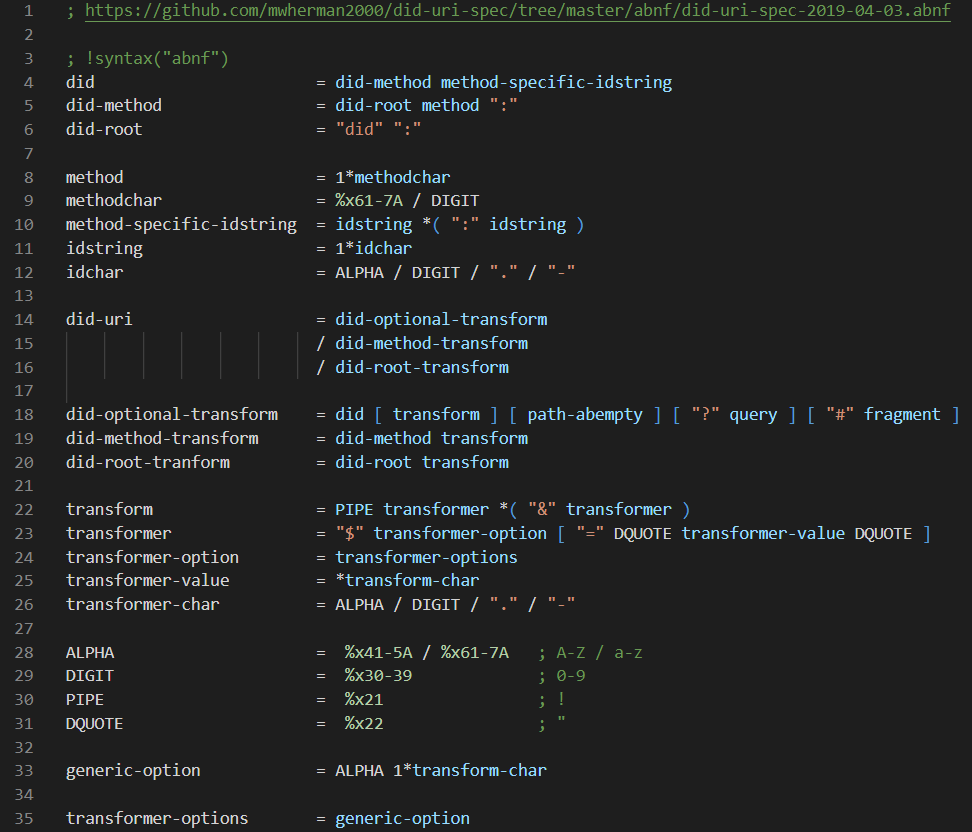 1 ; https://github.com/mwherman2000/did-uri-spec/tree/master/abnf/did-uri-spec-2019-04-03.abnf
2
3 ; !syntax("abnf")
4 did = did-method method-specific-idstring
5 did-method = did-root method ":"
6 did-root = "did" ":"
7
8 method = 1*methodchar
9 methodchar = %x61-7A / DIGIT
10 method-specific-idstring = idstring *( ":" idstring )
11 idstring = 1*idchar
12 idchar = ALPHA / DIGIT / "." / "-"
13
14 did-uri = did-optional-transform
15 / did-method-transform
16 / did-root-transform
17
18 did-optional-transform = did [ transform ] [ path-abempty ] [ "?" query ] [ "#" fragment ]
19 did-method-transform = did-method transform
20 did-root-tranform = did-root transform
21
22 transform = PIPE transformer *( "&" transformer )
23 transformer = "$" transformer-option [ "=" DQUOTE transformer-value DQUOTE ]
24 transformer-option = transformer-options
25 transformer-value = *transform-char
26 transformer-char = ALPHA / DIGIT / "." / "-"
27
28 ALPHA = %x41-5A / %x61-7A ; A-Z / a-z
29 DIGIT = %x30-39 ; 0-9
30 PIPE = %x21 ; !
31 DQUOTE = %x22 ; "
32
33 generic-option = ALPHA 1*transform-char
34
35 transformer-options = generic-option